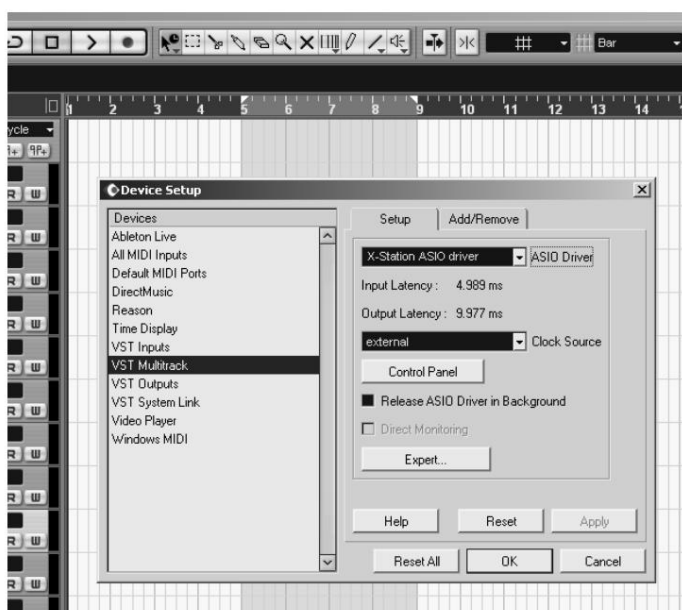 Bar
1 2 3 4 5 6 7 8 9 10 11 12 13 14
ycle
R W
R W
R W
R W
R W
R W
R W
R W
R W
R W
Device Setup
Devices
Ableton Live
All MIDI Inputs
Default MIDI Ports
DirectMusic
Reason
Time Display
VST Inputs
VST Multitrack
VST Outputs
VST System Link
Video Player
Windows MIDI
Setup Add/Remove
X-Station ASIO driver ASIO Driver
Input Latency : 4.989 ms
Output Latency : 9.977 ms
external Clock Source
Control Panel
Release ASIO Driver in Background
Direct Monitoring
Expert...
Help Reset Apply
Reset All OK Cancel